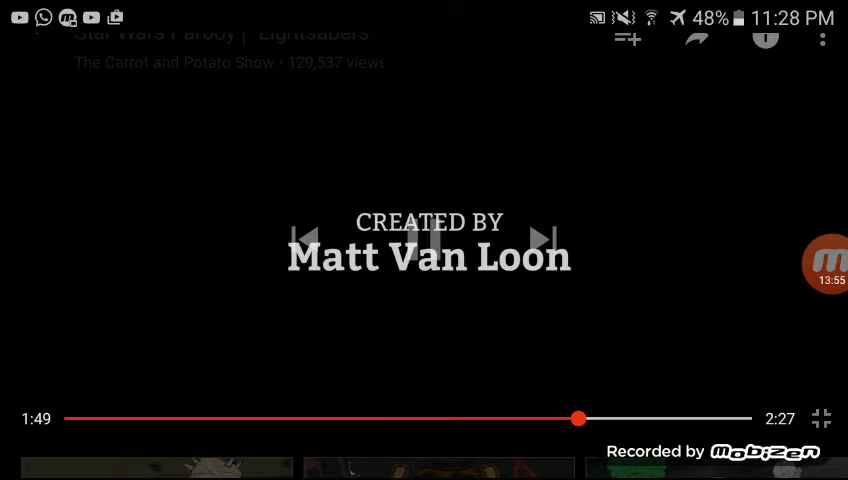 48% 11:28 PM
Star Wars Parody | Lightsabers
The Carrot and Potato Show • 129,537 views
CREATED BY
Matt Van Loon
13:55
1:49
2:27
Recorded by mobizen